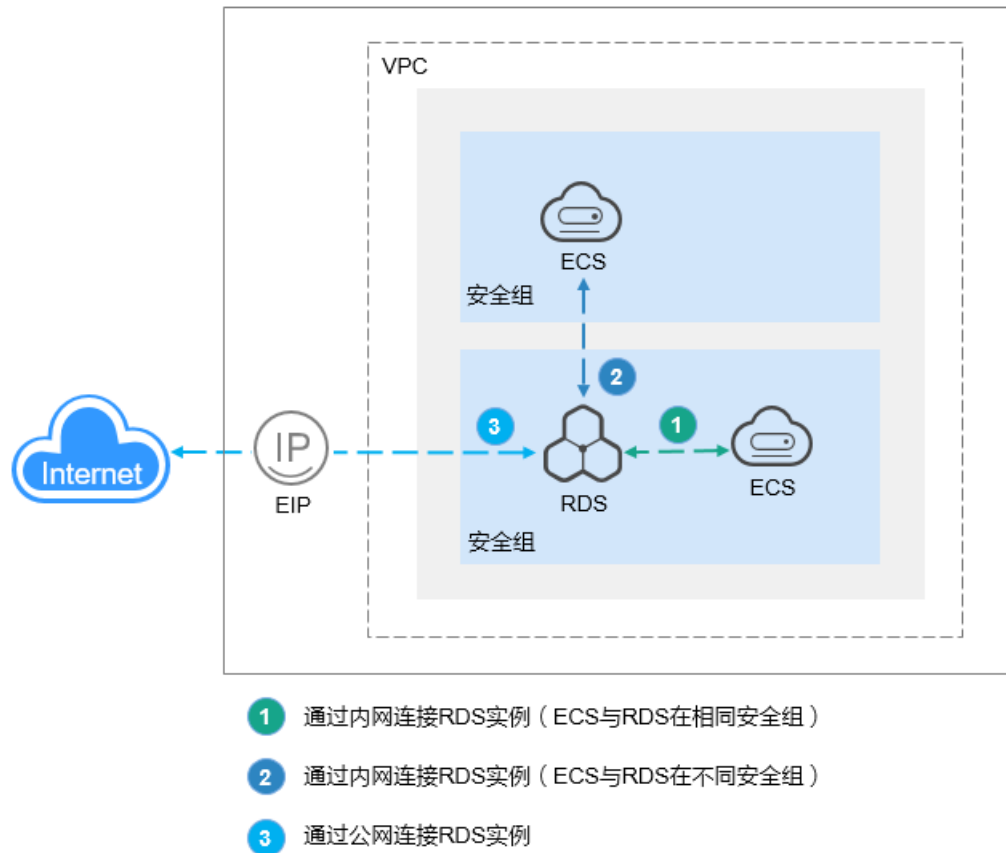 VPC
ECS
安全组
2
3
1
Internet
IP
EIP
RDS
ECS
安全组
1 通过内网连接RDS实例（ECS与RDS在相同安全组）
2 通过内网连接RDS实例（ECS与RDS在不同安全组）
3 通过公网连接RDS实例